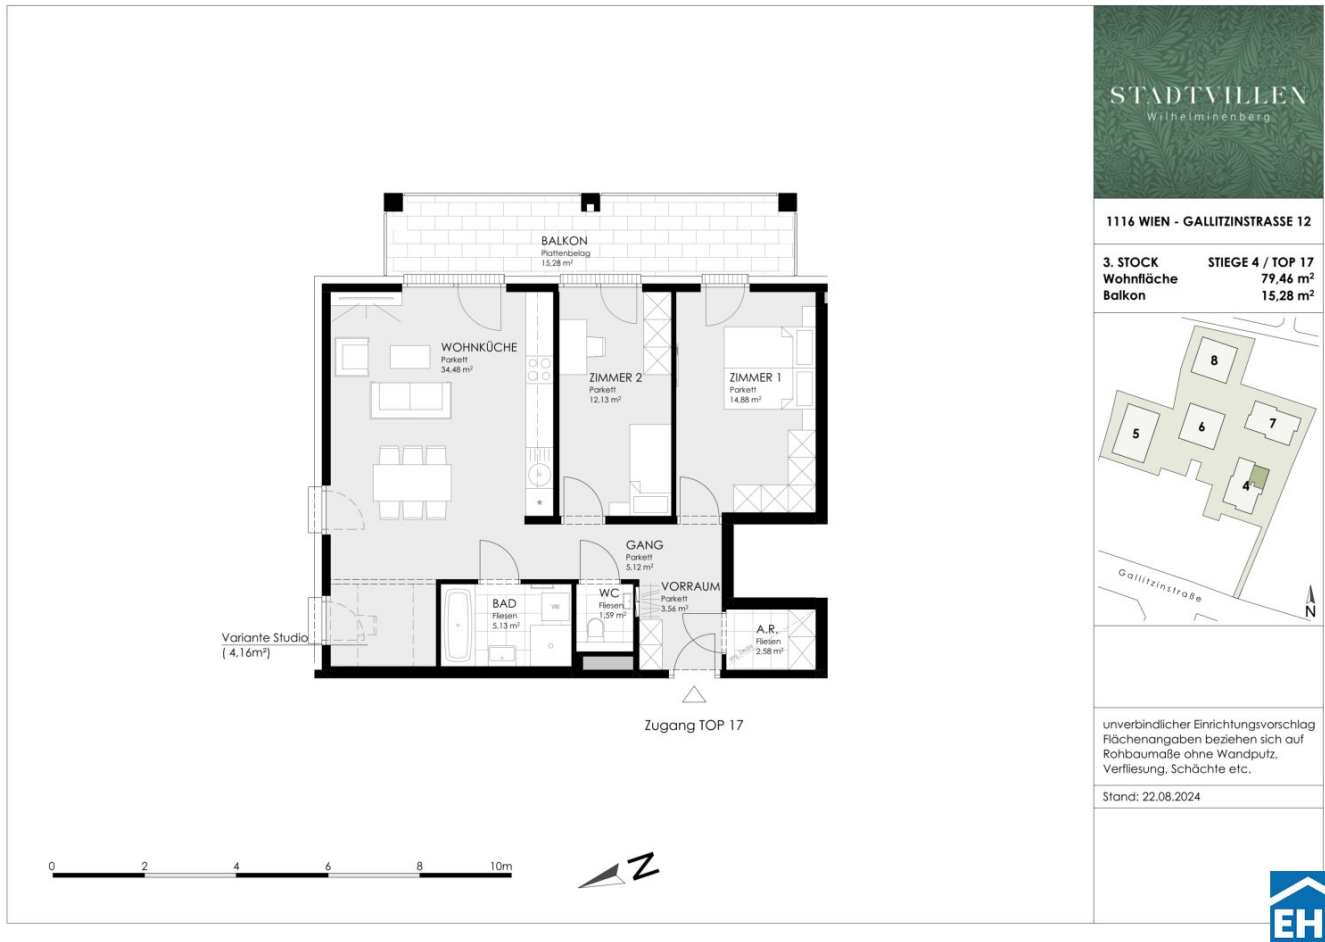 STADTVILLEN
Wilhelminenberg
1116 WIEN - GALLITZINSTRASSE 12
3. STOCK STIEGE 4 / TOP 17
Wohnfläche 79,46 m²
Balkon 15,28 m²
8
5
6
7
4
Gallitzinstraße
N
unverbindlicher Einrichtungsvorschlag
Flächenangaben beziehen sich auf
Rohbaumaße ohne Wandputz,
Verfliesung, Schächte etc.
Stand: 22.08.2024
EH
BALKON
Plattenbelag
15,28 m²
WOHNKÜCHE
Parkett
34,48 m²
ZIMMER 2
Parkett
12,13 m²
ZIMMER 1
Parkett
14,88 m²
GANG
Parkett
5,12 m²
VORRAUM
Parkett
3,56 m²
BAD
Fliesen
5,13 m²
WM
WC
Fliesen
1,59 m²
A.R.
Fliesen
2,58 m²
Variante Studio
( 4,16m²)
Zugang TOP 17
0 2 4 6 8 10m
N